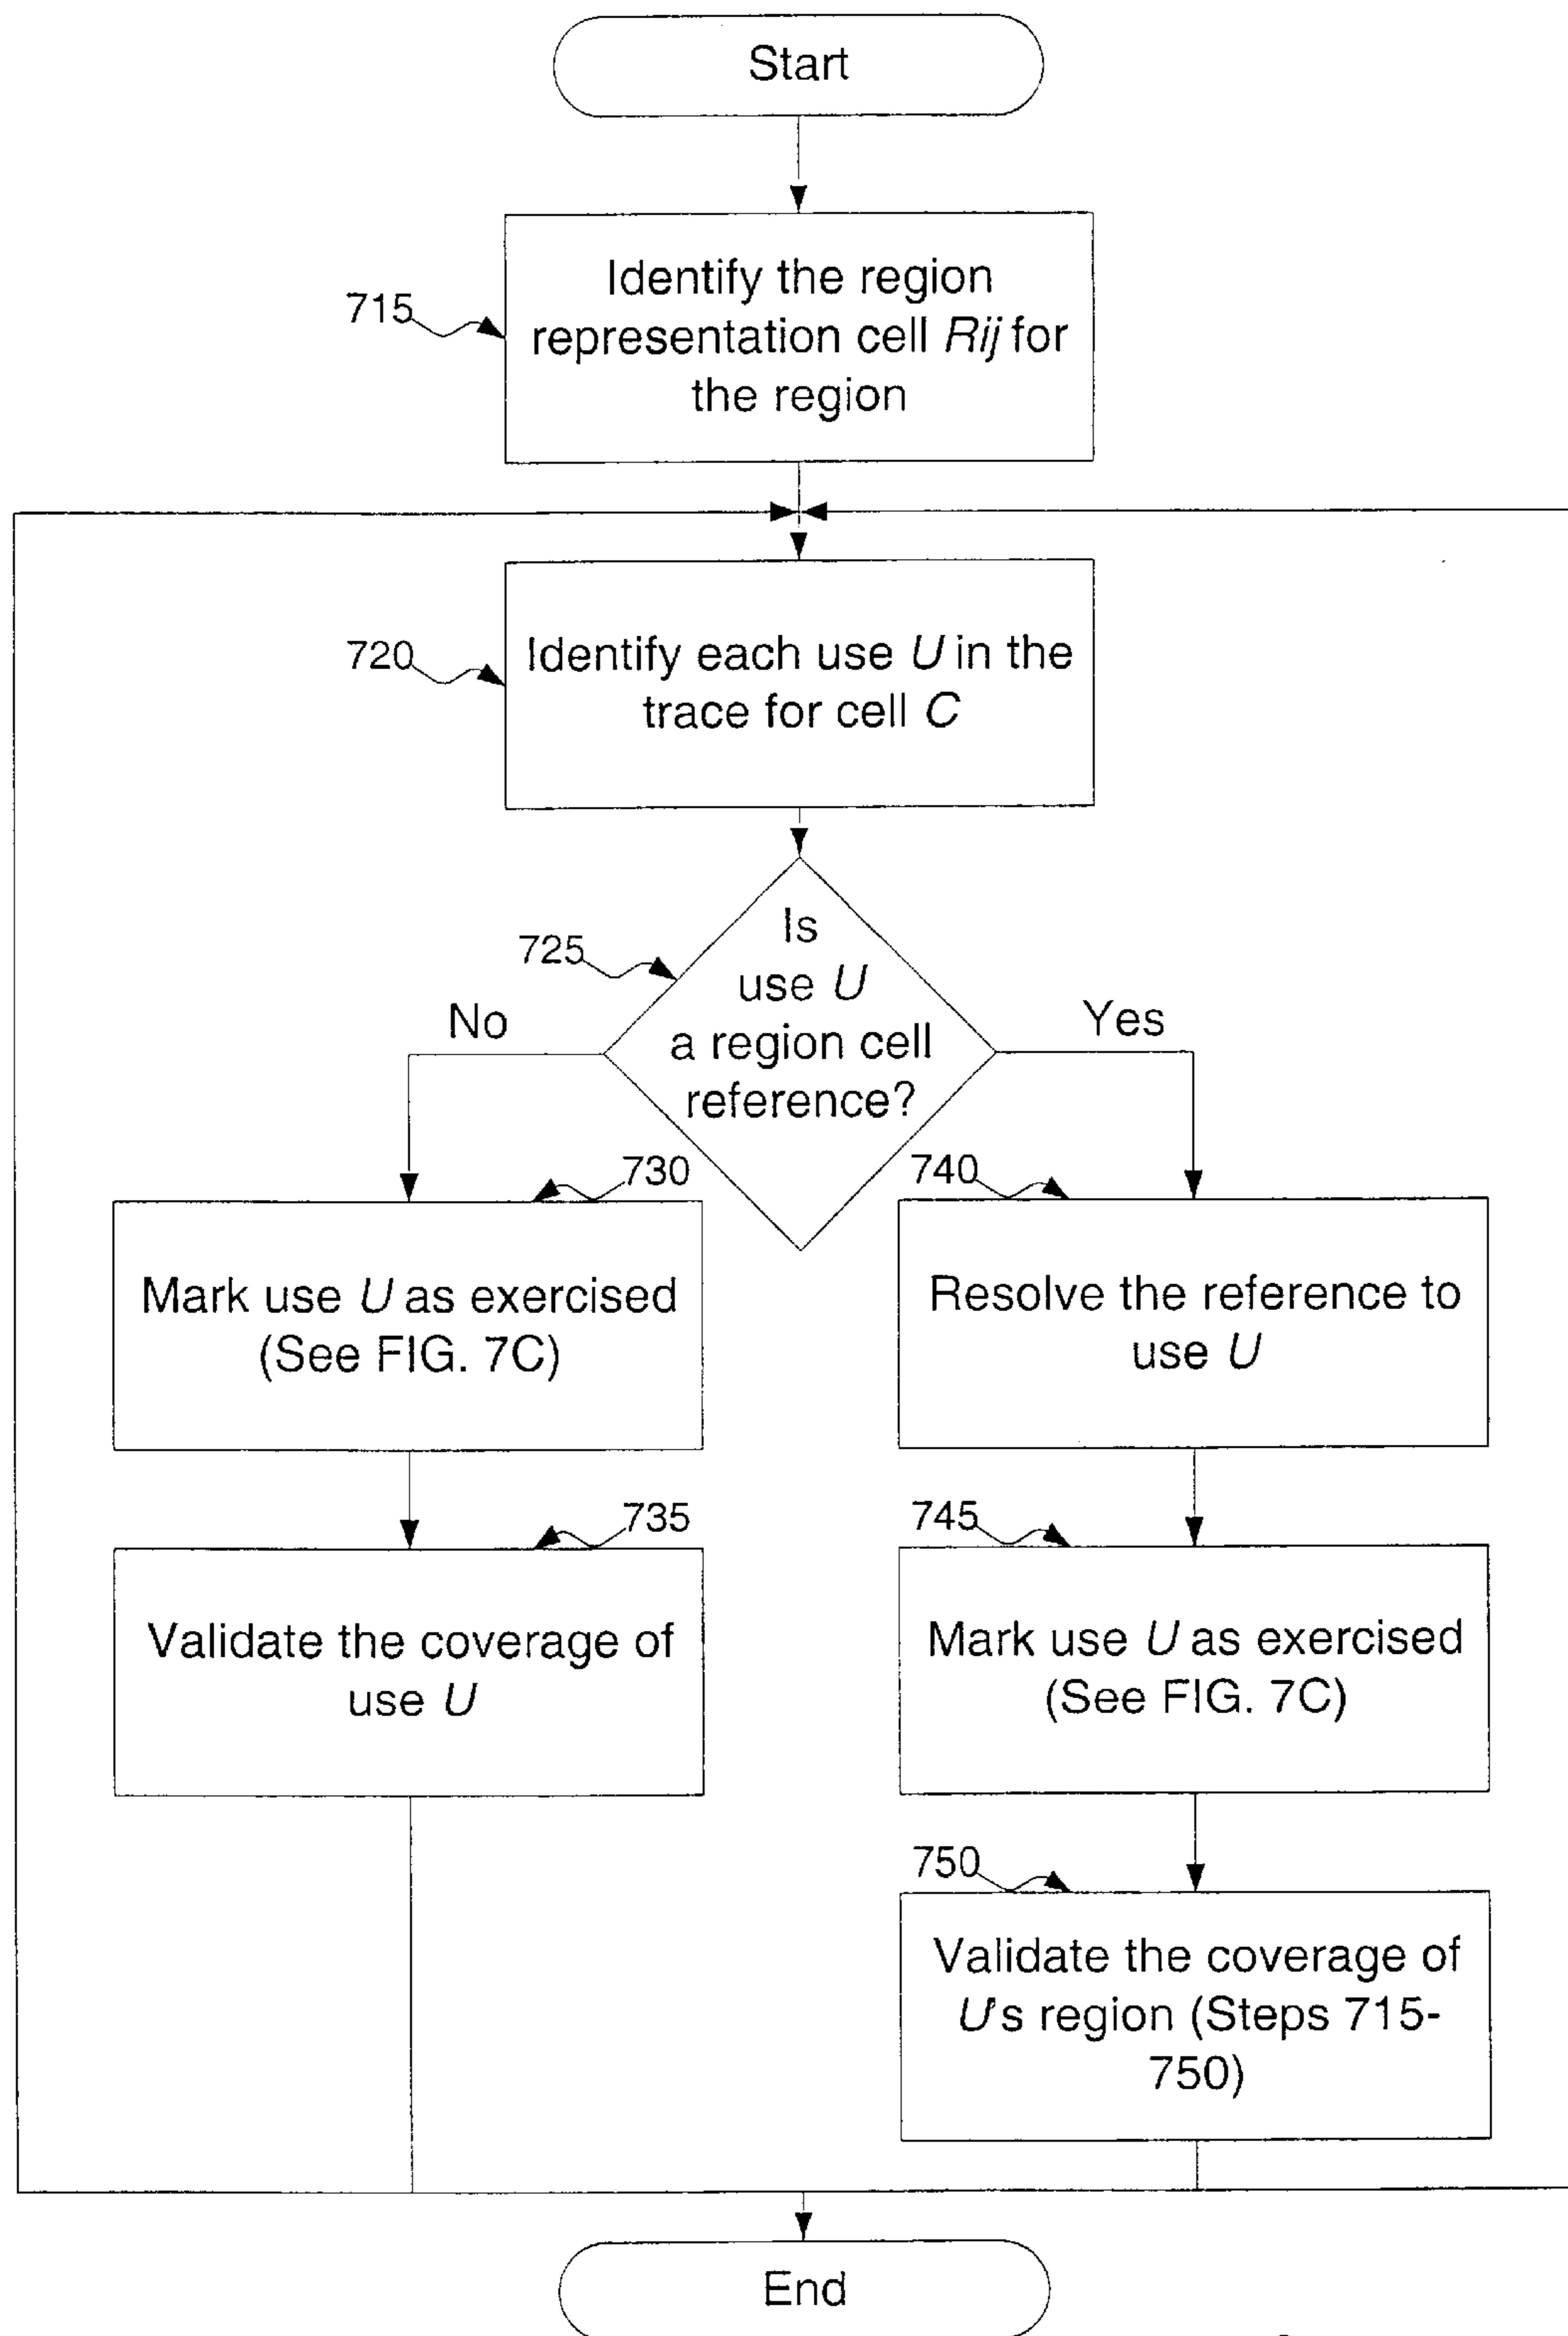 Start
715
Identify the region
representation cell Rij for
the region
720
Identify each use U in the
trace for cell C
725
Is
use U
a region cell
reference?
No
Yes
730
Mark use U as exercised
(See FIG. 7C)
740
Resolve the reference to
use U
735
Validate the coverage of
use U
745
Mark use U as exercised
(See FIG. 7C)
750
Validate the coverage of
U's region (Steps 715-
750)
End